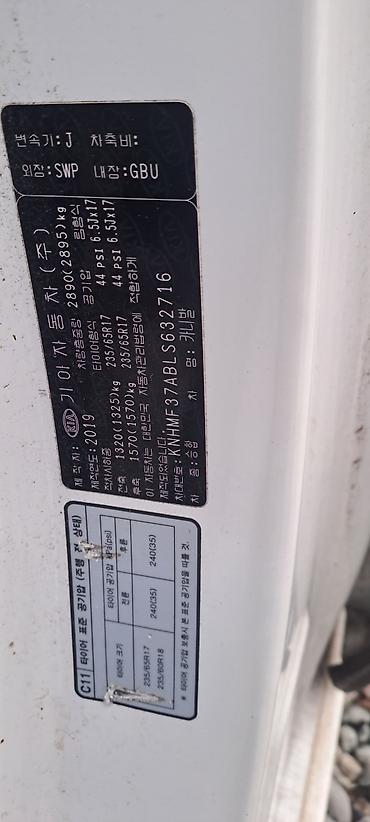 변속기:J 차축비:
외장:SWP 내장:GBU
제 작 자: KIA 기아자동차(주)
제작연도:2019 차량총중량 2890(2895)kg
적차시하중 타이어형식 공기압 림형식
전축 1320(1325)kg 235/65R17 44 PSI 6.5Jx17
후축 1570(1570)kg 235/65R17 44 PSI 6.5Jx17
이 자동차는 대한민국 자동차관리법령에 적합하게
제작되었습니다.
차대번호:KNHMF37ABLS632716
차 종:승합 차 명:카니발
C11 타이어 표준 공기압 (주행 전 상태)
타이어 크기 타이어 공기압 kPa(psi)
전륜 후륜
235/65R17
235/60R18
240(35) 240(35)
* 타이어 공기압 보충시 본 표준 공기압을 따를 것.